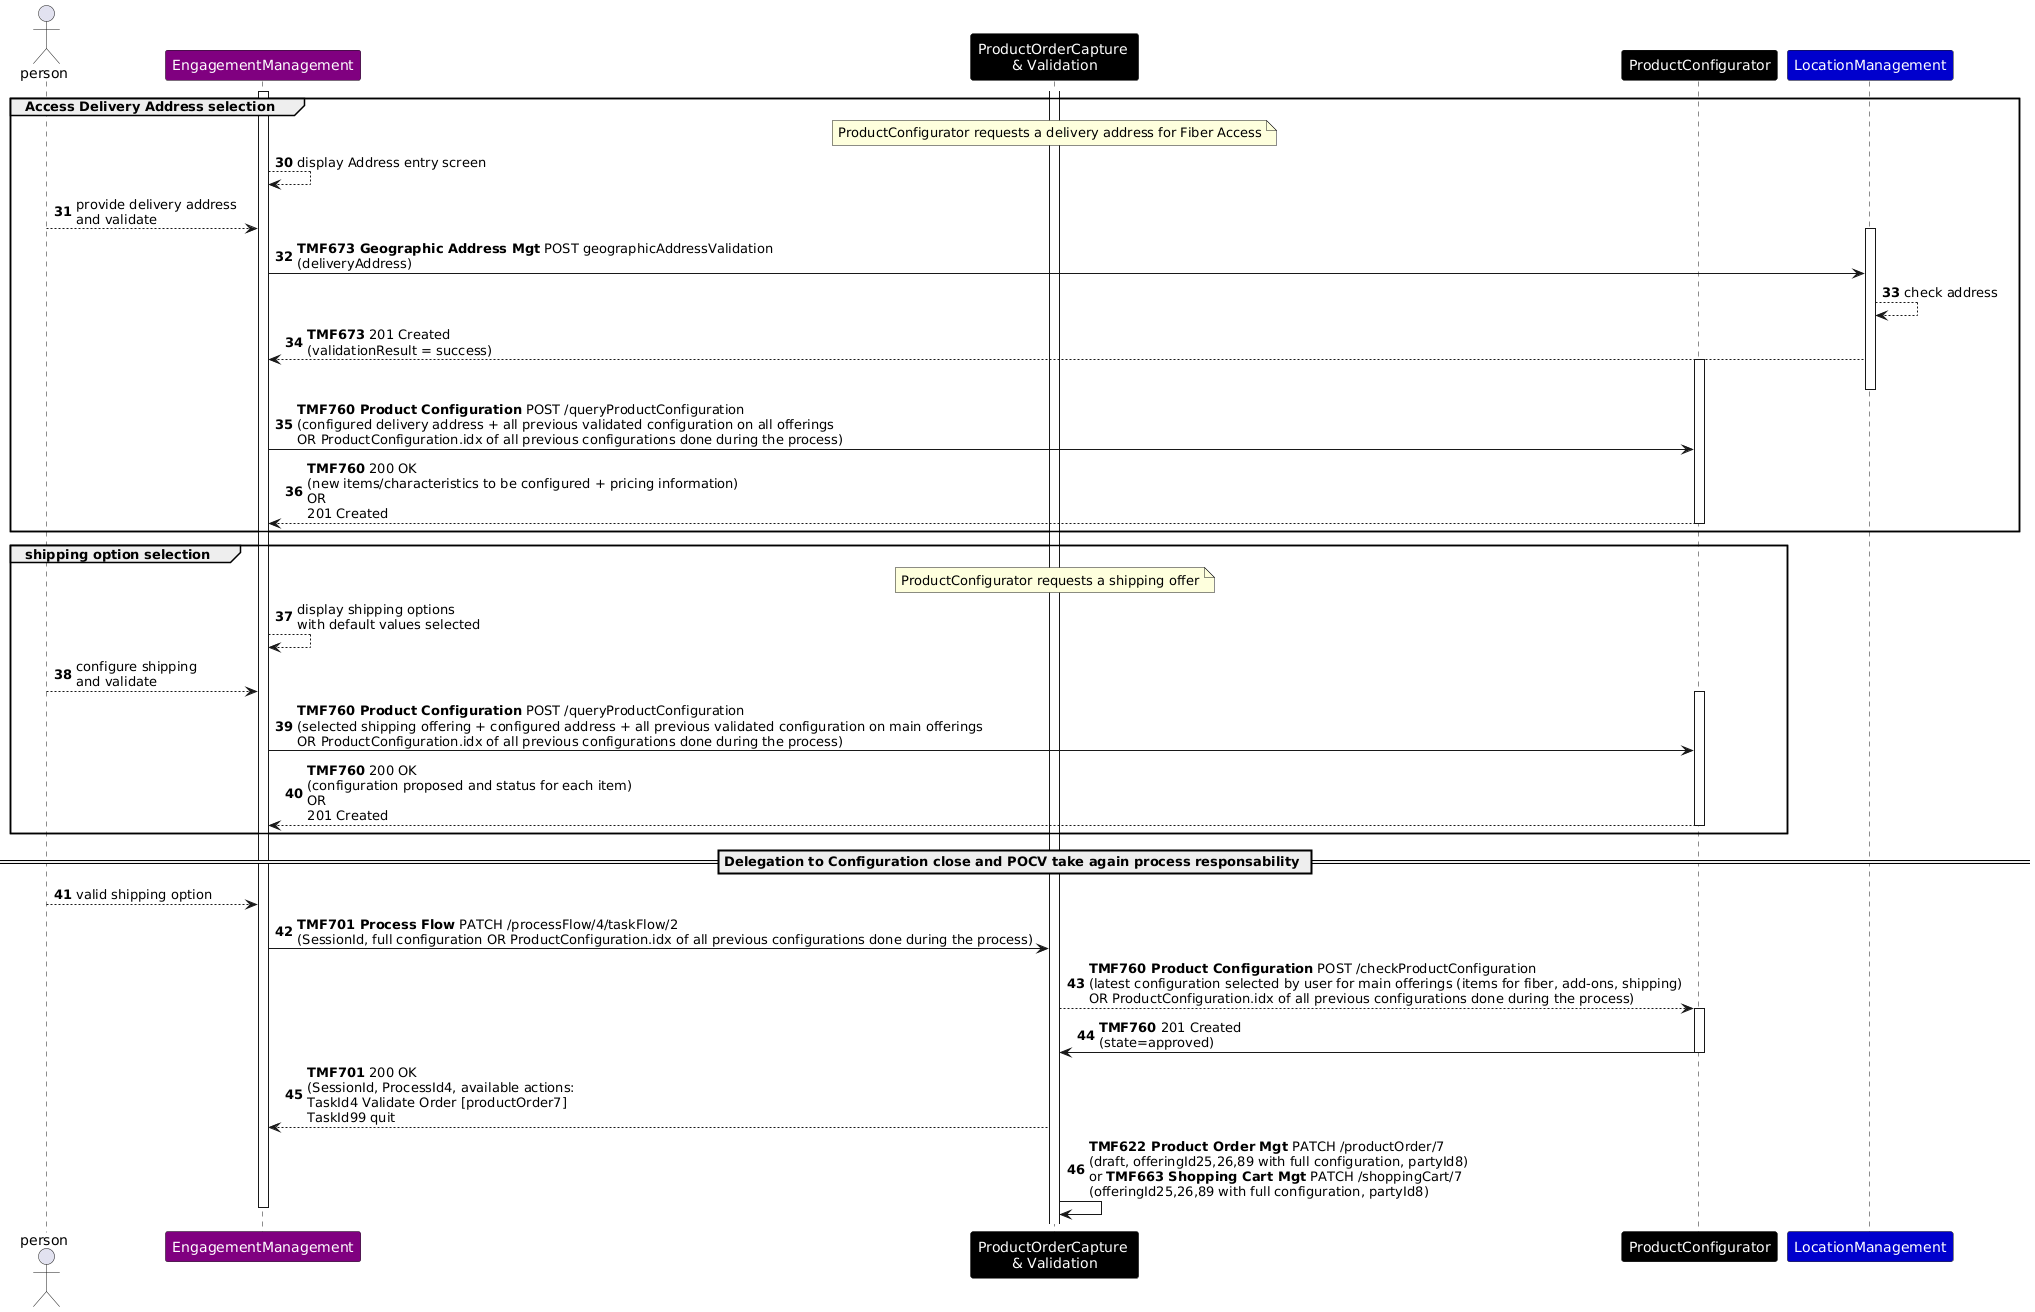 person
EngagementManagement
ProductOrderCapture
& Validation
ProductConfigurator
LocationManagement
Access Delivery Address selection
ProductConfigurator requests a delivery address for Fiber Access
30 display Address entry screen
31 provide delivery address
and validate
32 TMF673 Geographic Address Mgt POST geographicAddressValidation
(deliveryAddress)
33 check address
34 TMF673 201 Created
(validationResult = success)
35 TMF760 Product Configuration POST /queryProductConfiguration
(configured delivery address + all previous validated configuration on all offerings
OR ProductConfiguration.idx of all previous configurations done during the process)
36 TMF760 200 OK
(new items/characteristics to be configured + pricing information)
OR
201 Created
shipping option selection
ProductConfigurator requests a shipping offer
37 display shipping options
with default values selected
38 configure shipping
and validate
39 TMF760 Product Configuration POST /queryProductConfiguration
(selected shipping offering + configured address + all previous validated configuration on main offerings
OR ProductConfiguration.idx of all previous configurations done during the process)
40 TMF760 200 OK
(configuration proposed and status for each item)
OR
201 Created
Delegation to Configuration close and POCV take again process responsability
41 valid shipping option
42 TMF701 Process Flow PATCH /processFlow/4/taskFlow/2
(SessionId, full configuration OR ProductConfiguration.idx of all previous configurations done during the process)
43 TMF760 Product Configuration POST /checkProductConfiguration
(latest configuration selected by user for main offerings (items for fiber, add-ons, shipping)
OR ProductConfiguration.idx of all previous configurations done during the process)
44 TMF760 201 Created
(state=approved)
45 TMF701 200 OK
(SessionId, ProcessId4, available actions:
TaskId4 Validate Order [productOrder7]
TaskId99 quit
46 TMF622 Product Order Mgt PATCH /productOrder/7
(draft, offeringId25,26,89 with full configuration, partyId8)
or TMF663 Shopping Cart Mgt PATCH /shoppingCart/7
(offeringId25,26,89 with full configuration, partyId8)
person
EngagementManagement
ProductOrderCapture
& Validation
ProductConfigurator
LocationManagement